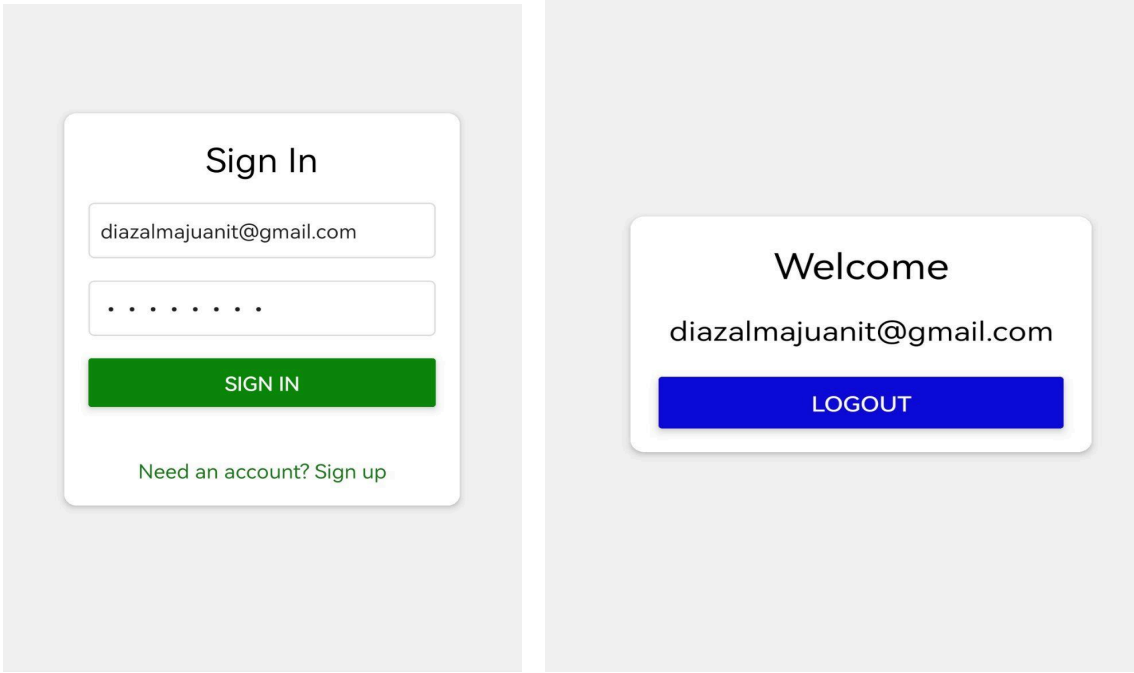 Sign In
diazalmajuanit@gmail.com
• • • • • • • •
SIGN IN
Need an account? Sign up
Welcome
diazalmajuanit@gmail.com
LOGOUT